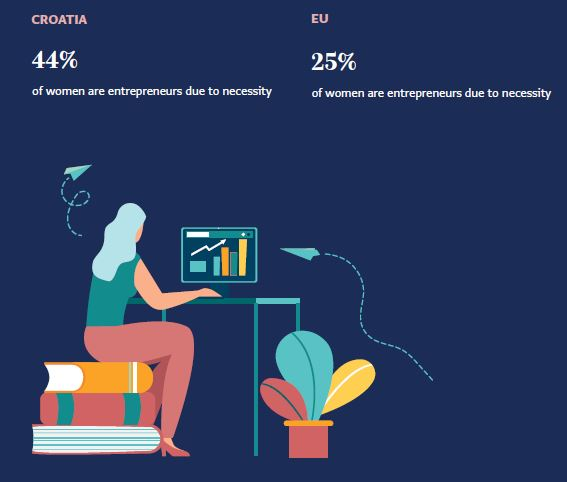 CROATIA
44%
of women are entrepreneurs due to necessity
EU
25%
of women are entrepreneurs due to necessity